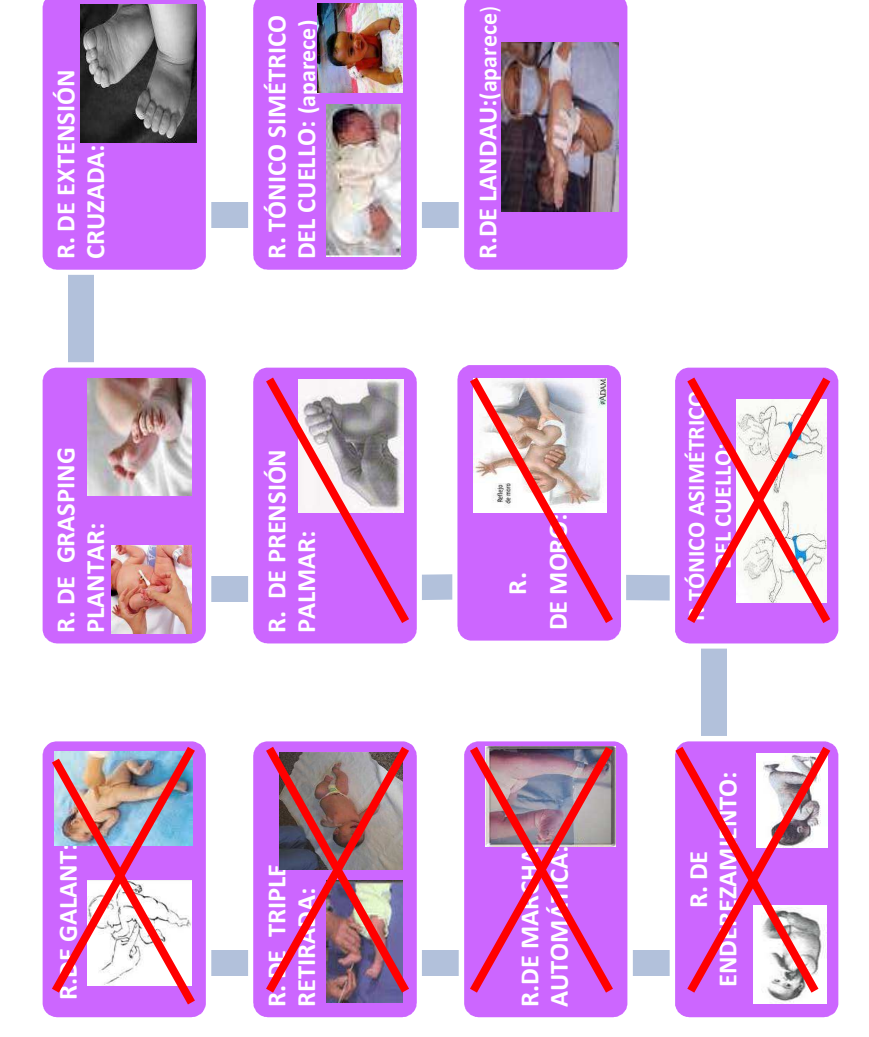 R.DE GALANT:
R. DE TRIPLE
RETIRADA:
R.DE MARCHA
AUTOMÁTICA:
R. DE
ENDEREZAMIENTO:
R TÓNICO ASIMÉTRICO
DEL CUELLO:
R.
DE MORO:
Reflejo
de moro
*ADAM
R. DE PRENSIÓN
PALMAR:
R. DE GRASPING
PLANTAR:
R. DE EXTENSIÓN
CRUZADA:
R. TÓNICO SIMÉTRICO
DEL CUELLO: (aparece)
R.DE LANDAU:(aparece)